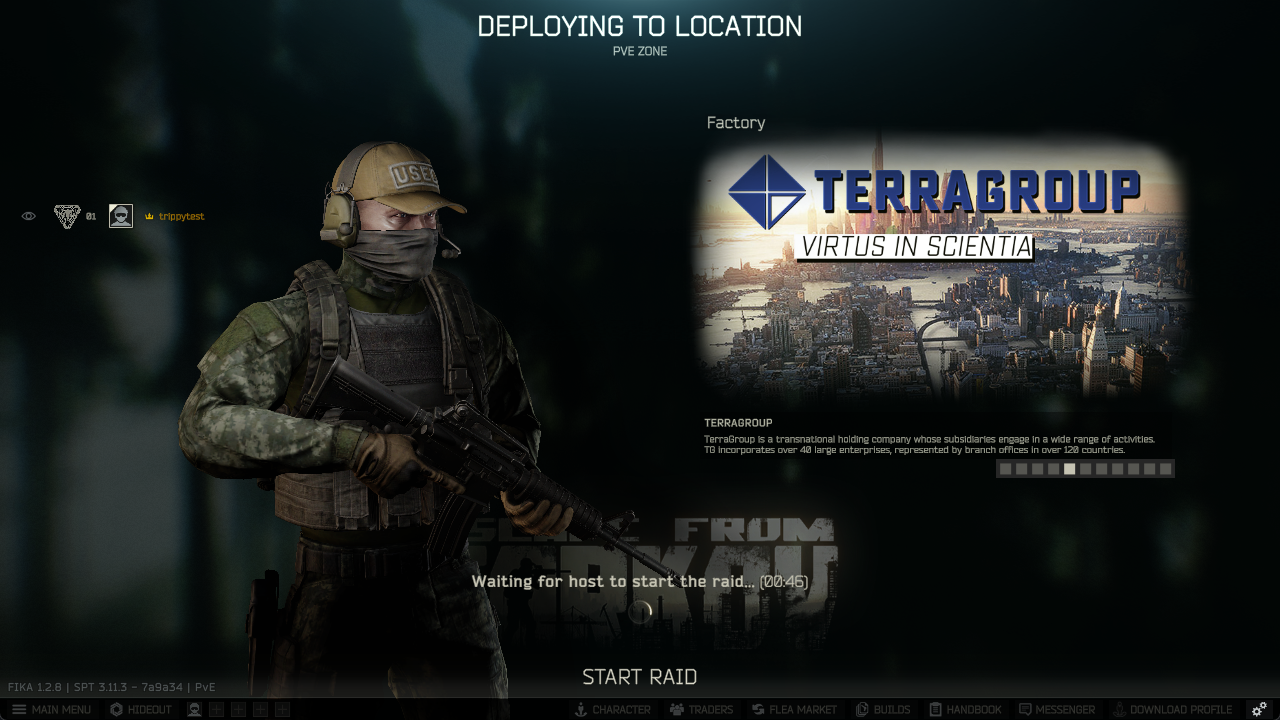 DEPLOYING TO LOCATION
PVE ZONE
Factory
TERRAGROUP
VIRTUS IN SCIENTIA
USEC
01
trippytest
TERRAGROUP
TerraGroup is a transnational holding company whose subsidiaries engage in a wide range of activities.
TG incorporates over 40 large enterprises, represented by branch offices in over 120 countries.
FROM
Waiting for host to start the raid... (00:46)
START RAID
FIKA 1.2.8 | SPT 3.11.3 - 7a9a34 | PvE
MAIN MENU HIDEOUT CHARACTER TRADERS FLEA MARKET BUILDS HANDBOOK MESSENGER DOWNLOAD PROFILE